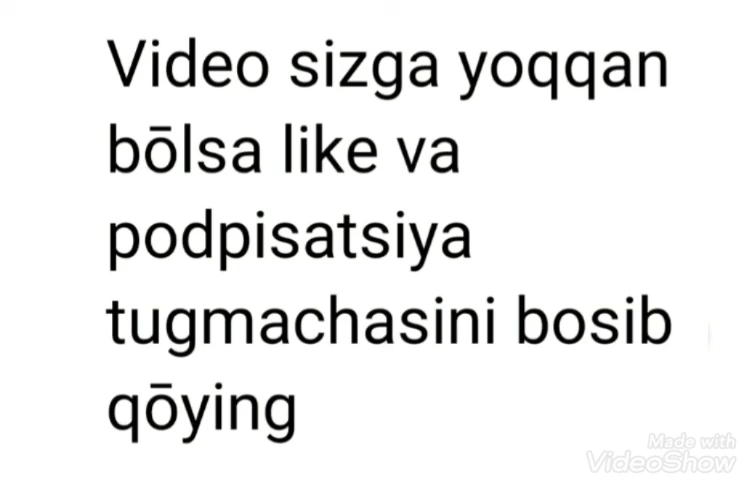 Video sizga yoqqan
bōlsa like va
podpisatsiya
tugmachasini bosib
qōying
Made with
VideoShow